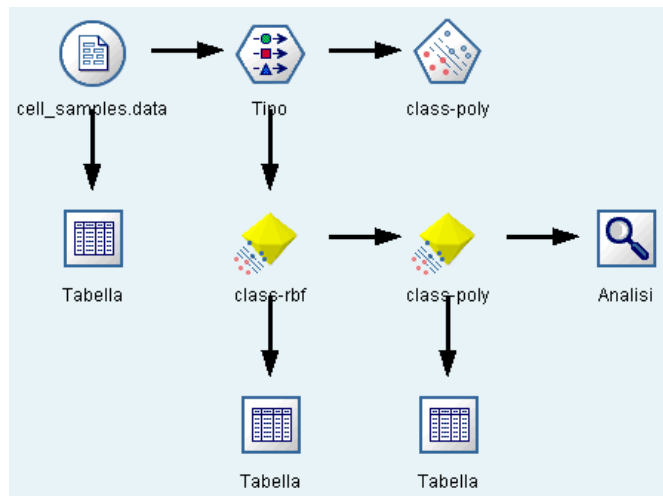 cell_samples.data
Tipo
class-poly
Tabella
class-rbf
class-poly
Analisi
Tabella
Tabella